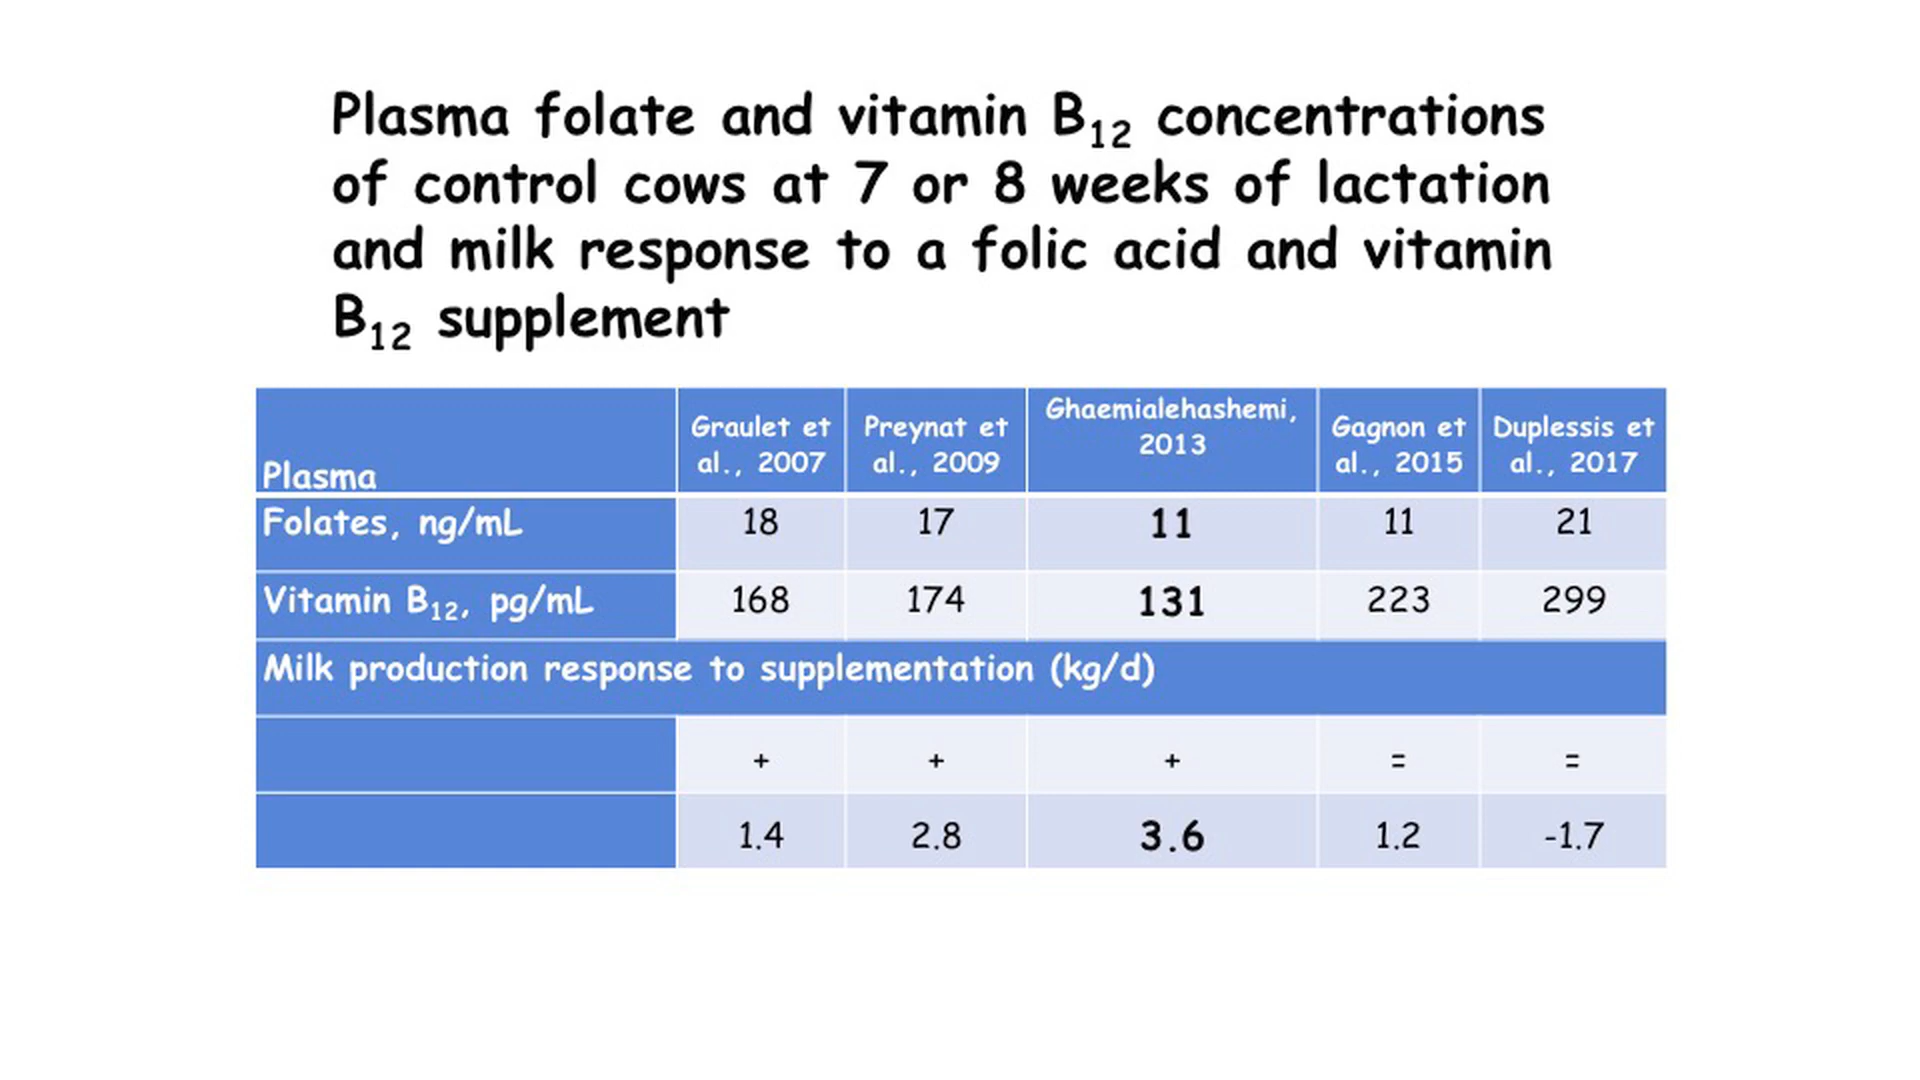 Plasma folate and vitamin B₁₂ concentrations
of control cows at 7 or 8 weeks of lactation
and milk response to a folic acid and vitamin
B₁₂ supplement
Plasma Graulet et al., 2007 Preynat et al., 2009 Ghaemialehashemi, 2013 Gagnon et al., 2015 Duplessis et al., 2017
Folates, ng/mL 18 17 11 11 21
Vitamin B₁₂, pg/mL 168 174 131 223 299
Milk production response to supplementation (kg/d)
+ + + = =
1.4 2.8 3.6 1.2 -1.7